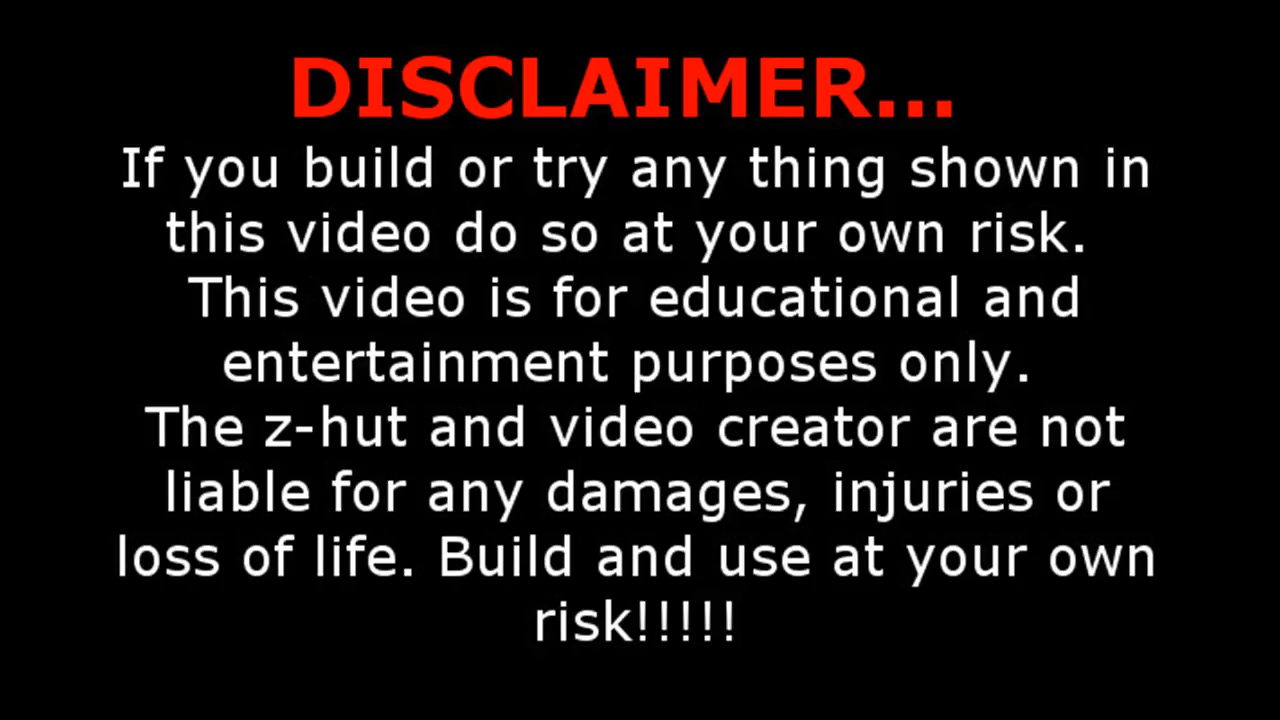 DISCLAIMER...
If you build or try any thing shown in
this video do so at your own risk.
This video is for educational and
entertainment purposes only.
The z-hut and video creator are not
liable for any damages, injuries or
loss of life. Build and use at your own
risk!!!!!